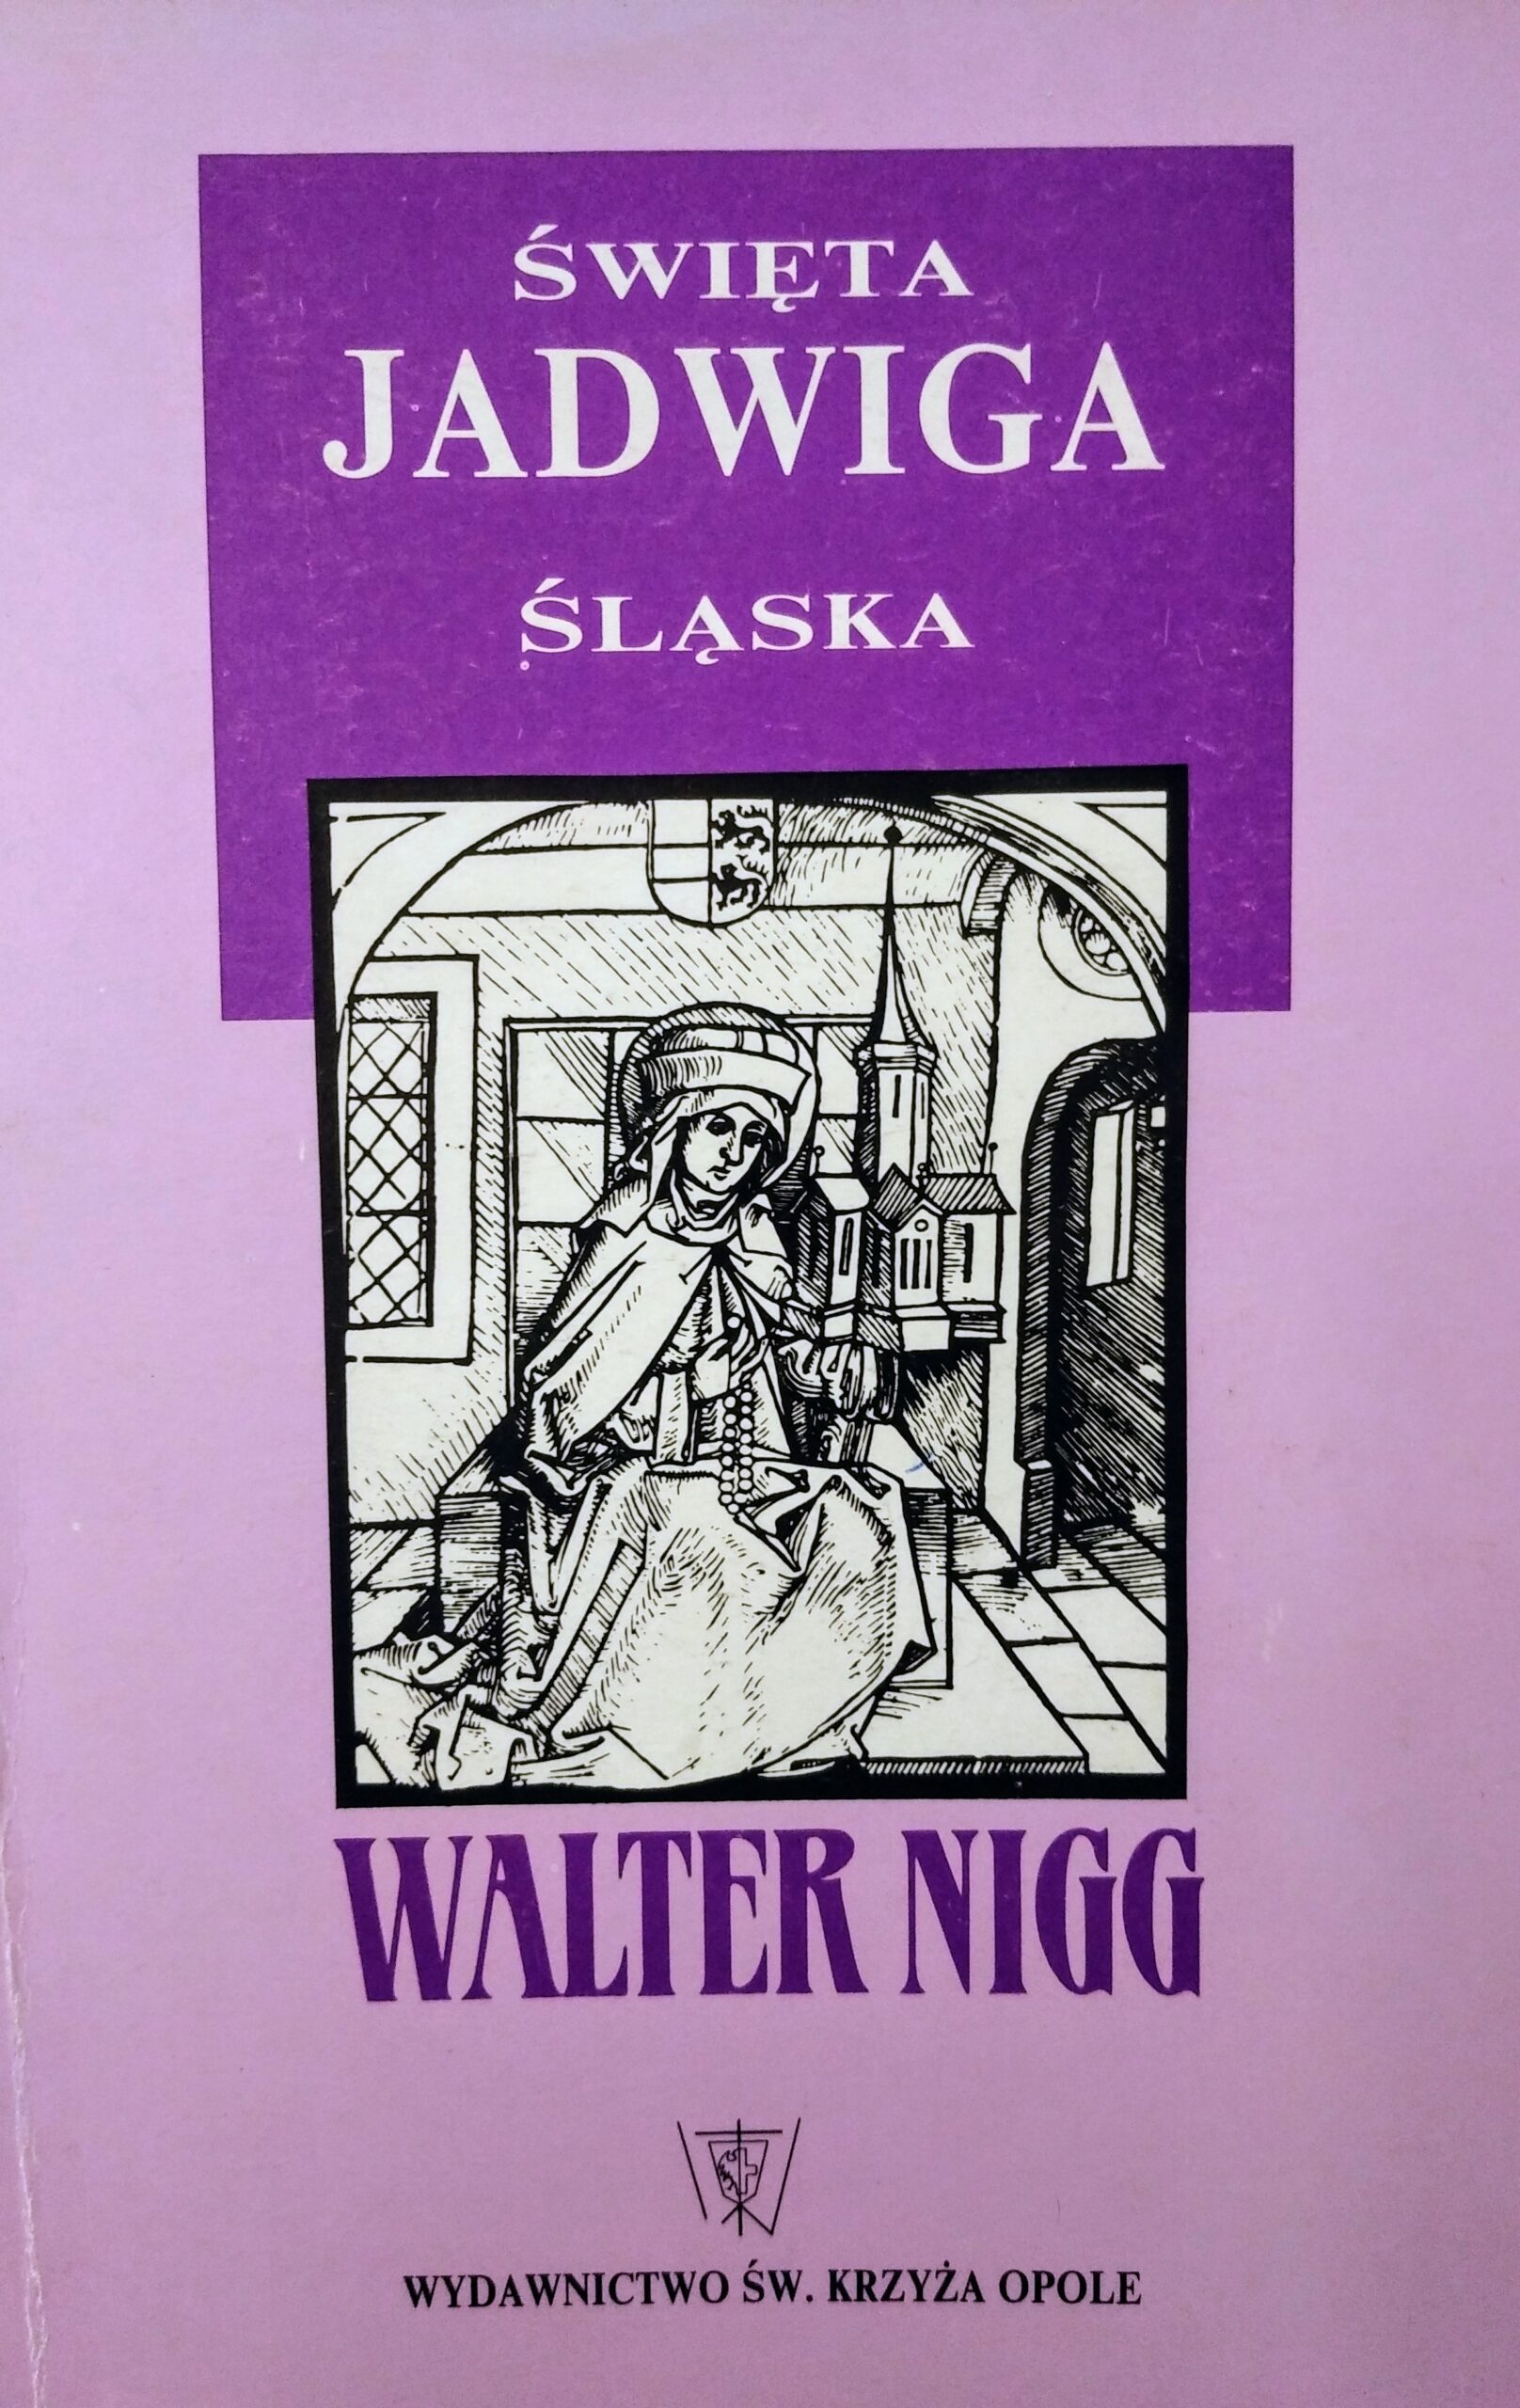 ŚWIĘTA
JADWIGA
ŚLĄSKA
WALTER NIGG
WYDAWNICTWO ŚW. KRZYŻA OPOLE